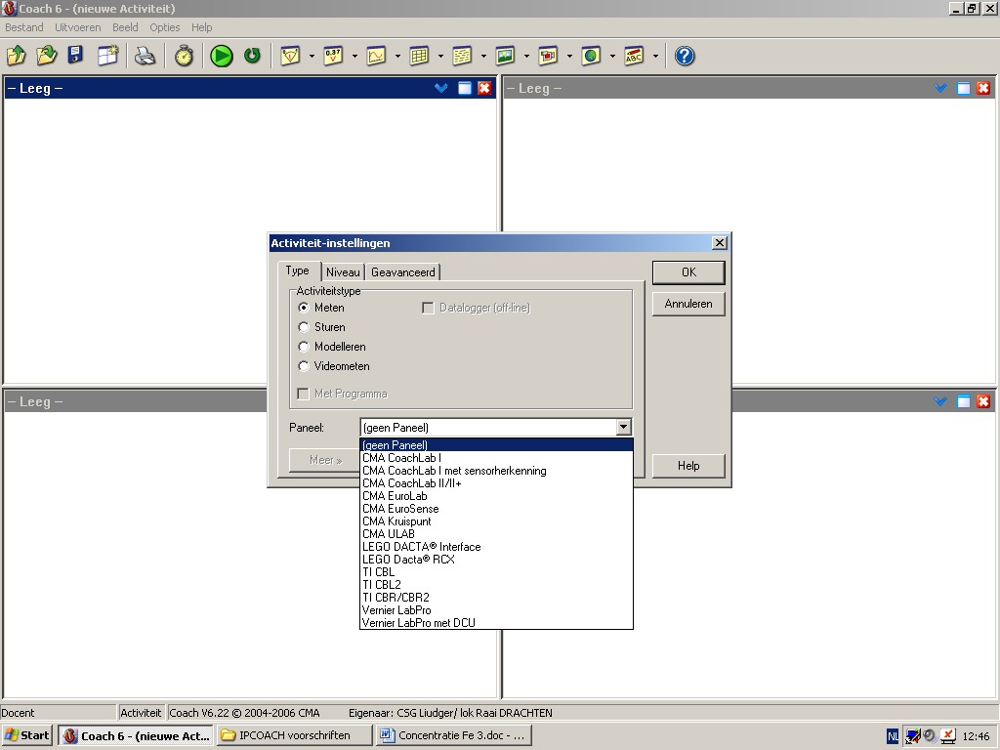 Coach 6 - (nieuwe Activiteit)
Bestand Uitvoeren Beeld Opties Help
0.37
ABC
?
– Leeg –
– Leeg –
Activiteit-instellingen
Type Niveau Geavanceerd
OK
Activiteitstype
Meten
Datalogger (off-line)
Annuleren
Sturen
Modelleren
Videometen
Met Programma
– Leeg –
Paneel: (geen Paneel)
(geen Paneel)
Meer »
CMA CoachLab I
Help
CMA CoachLab I met sensorherkenning
CMA CoachLab II/II+
CMA EuroLab
CMA EuroSense
CMA Kruispunt
CMA ULAB
LEGO DACTA® Interface
LEGO Dacta® RCX
TI CBL
TI CBL2
TI CBR/CBR2
Vernier LabPro
Vernier LabPro met DCU
Docent Activiteit Coach V6.22 © 2004-2006 CMA Eigenaar: CSG Liudger/ lok Raai DRACHTEN
Start Coach 6 - (nieuwe Act... IPCOACH voorschriften Concentratie Fe 3.doc - ... NL 12:46